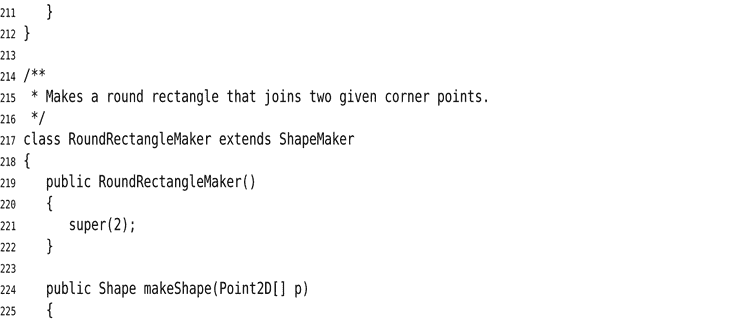 211    }
212 }
213
214 /**
215  * Makes a round rectangle that joins two given corner points.
216  */
217 class RoundRectangleMaker extends ShapeMaker
218 {
219    public RoundRectangleMaker()
220    {
221       super(2);
222    }
223
224    public Shape makeShape(Point2D[] p)
225    {